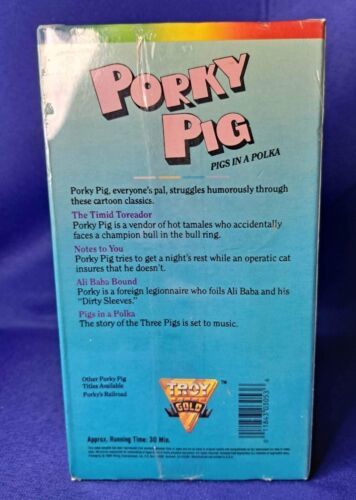 PORKY
PIG
PIGS IN A POLKA
Porky Pig, everyone's pal, struggles humorously through
these cartoon classics.
The Timid Toreador
Porky Pig is a vendor of hot tamales who accidentally
faces a champion bull in the bull ring.
Notes to You
Porky Pig tries to get a night's rest while an operatic cat
insures that he doesn't.
Ali Baba Bound
Porky is a foreign legionnaire who foils Ali Baba and his
"Dirty Sleeves."
Pigs in a Polka
The story of the Three Pigs is set to music.
Other Porky Pig
Titles Available
Porky's Railroad
TROY
GOLD
TM
Approx. Running Time: 30 Min.